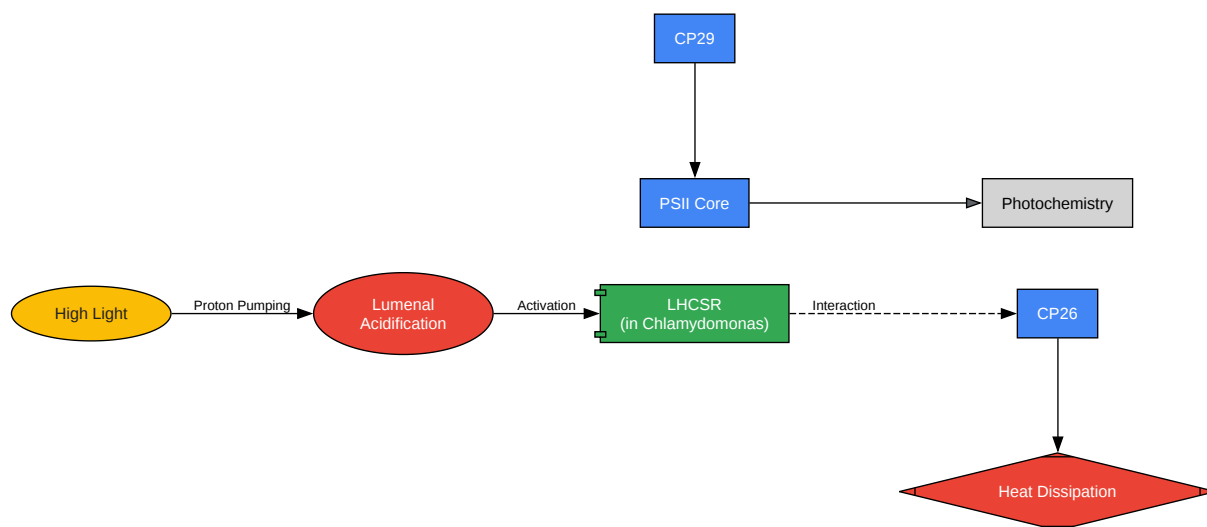 CP29
PSII Core
Photochemistry
High Light
Proton Pumping
Lumenal
Acidification
Activation
LHCSR
(in Chlamydomonas)
Interaction
CP26
Heat Dissipation